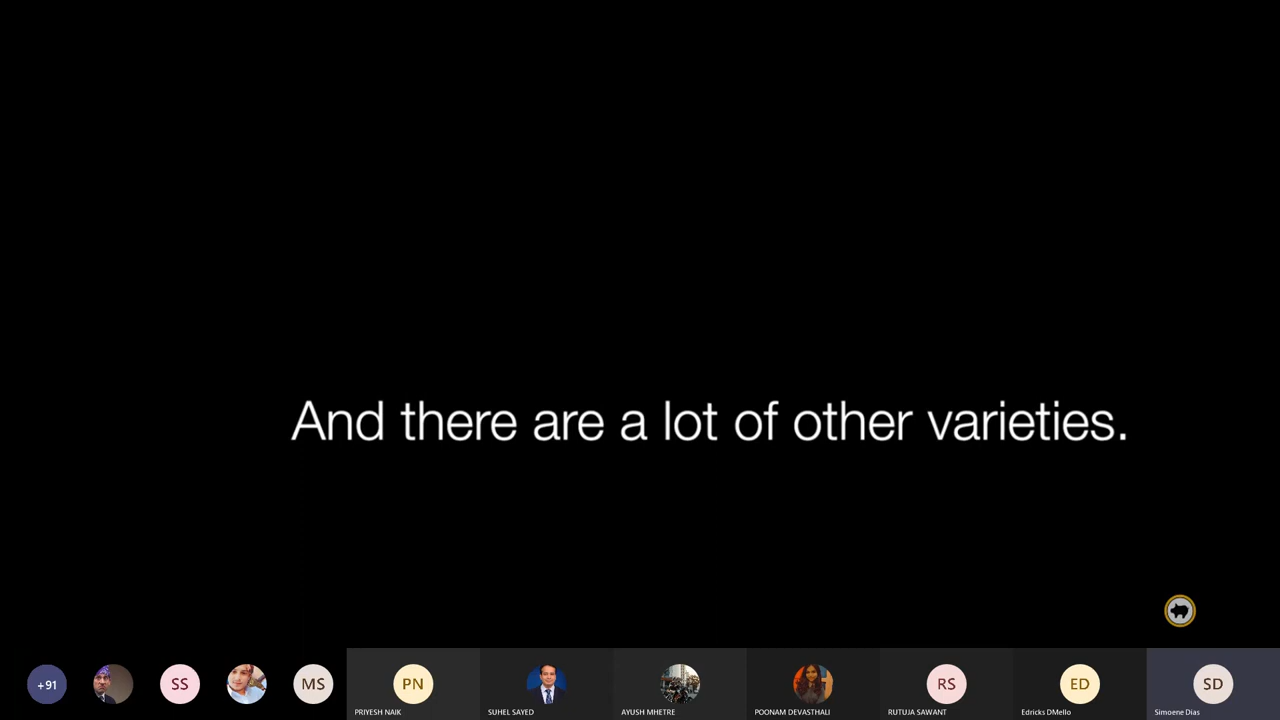 And there are a lot of other varieties.
+91
SS
MS
PN
RS
ED
SD
PRIYESH NAIK
SUHEL SAYED
AYUSH MHETRE
POONAM DEVASTHALI
RUTUJA SAWANT
Edricks DMello
Simoene Dias